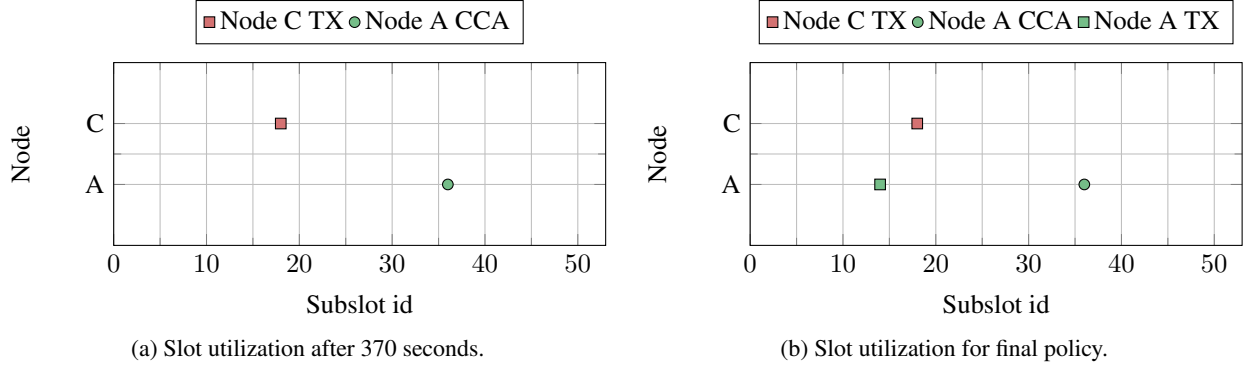 Node C TX Node A CCA
Node
C
A
0 10 20 30 40 50
Subslot id
(a) Slot utilization after 370 seconds.
Node C TX Node A CCA Node A TX
Node
C
A
0 10 20 30 40 50
Subslot id
(b) Slot utilization for final policy.